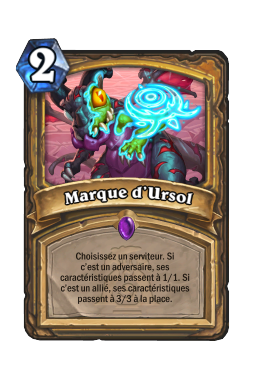 2
Marque d'Ursol
Choisissez un serviteur. Si
c'est un adversaire, ses
caractéristiques passent à 1/1. Si
c'est un allié, ses caractéristiques
passent à 3/3 à la place.